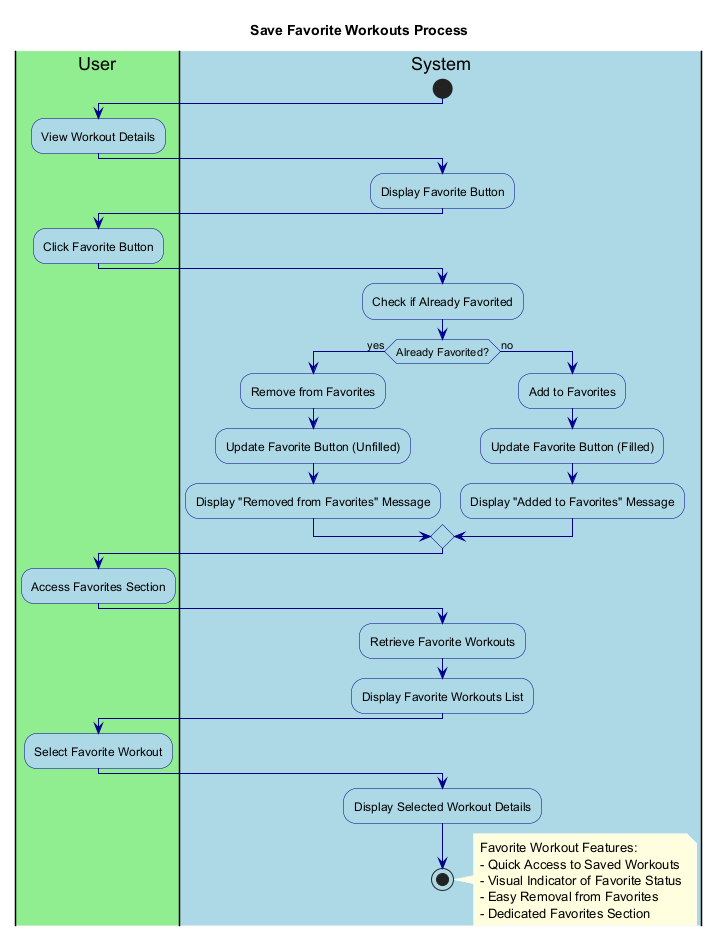 Save Favorite Workouts Process
User
System
View Workout Details
Display Favorite Button
Click Favorite Button
Check if Already Favorited
yes
Already Favorited?
no
Remove from Favorites
Add to Favorites
Update Favorite Button (Unfilled)
Update Favorite Button (Filled)
Display "Removed from Favorites" Message
Display "Added to Favorites" Message
Access Favorites Section
Retrieve Favorite Workouts
Display Favorite Workouts List
Select Favorite Workout
Display Selected Workout Details
Favorite Workout Features:
- Quick Access to Saved Workouts
- Visual Indicator of Favorite Status
- Easy Removal from Favorites
- Dedicated Favorites Section